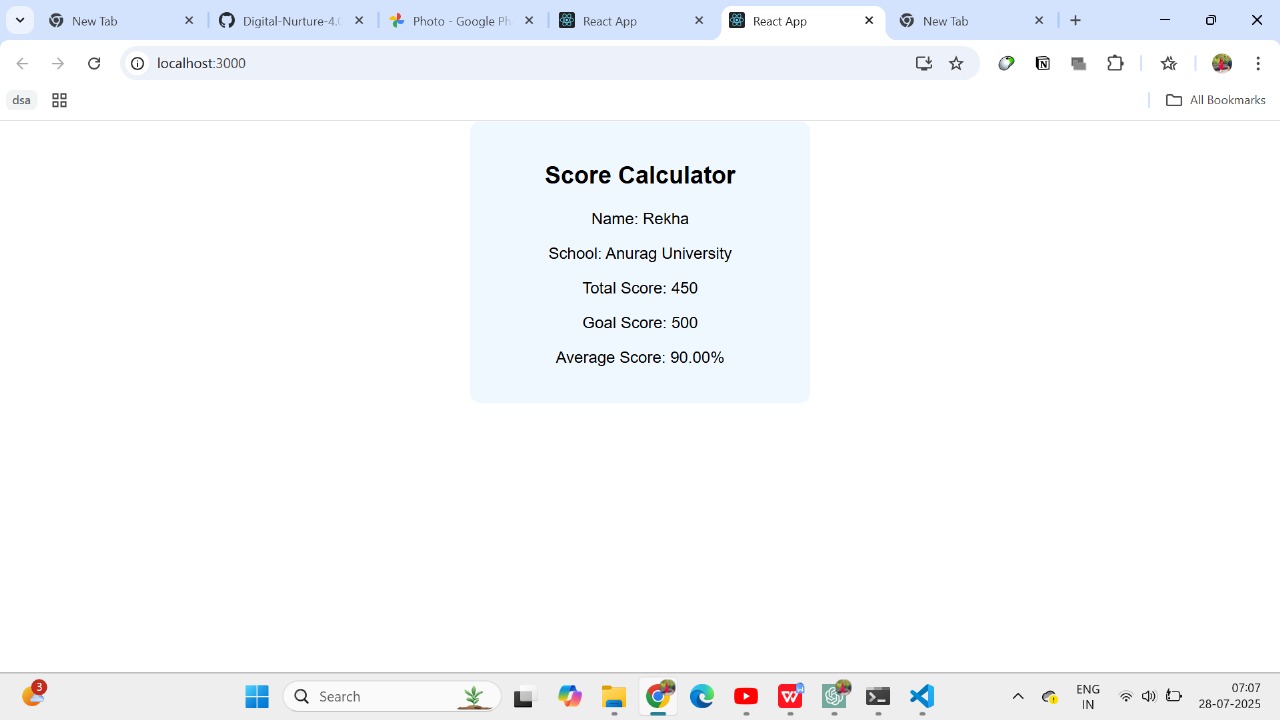 New Tab
Digital-Nurture-4.0
Photo - Google Ph
React App
React App
New Tab
localhost:3000
dsa
All Bookmarks
Score Calculator
Name: Rekha
School: Anurag University
Total Score: 450
Goal Score: 500
Average Score: 90.00%
3
Search
ENG
IN
07:07
28-07-2025